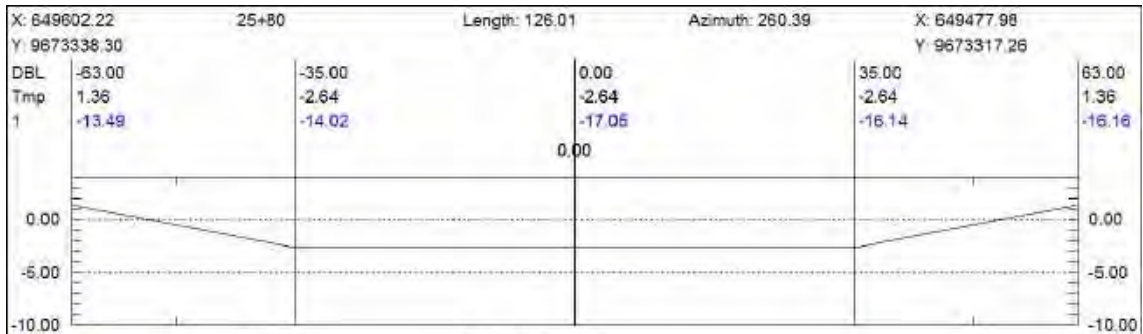 X: 649602.22 25+80 Length: 126.01 Azimuth: 260.39 X: 649477.98
Y: 9673338.30 Y: 9673317.26
DBL -63.00 -35.00 0.00 35.00 63.00
Tmp 1.36 -2.64 -2.64 -2.64 1.36
1 -13.49 -14.02 -17.05 -16.14 -16.16
0.00
0.00 0.00
-5.00 -5.00
-10.00 -10.00